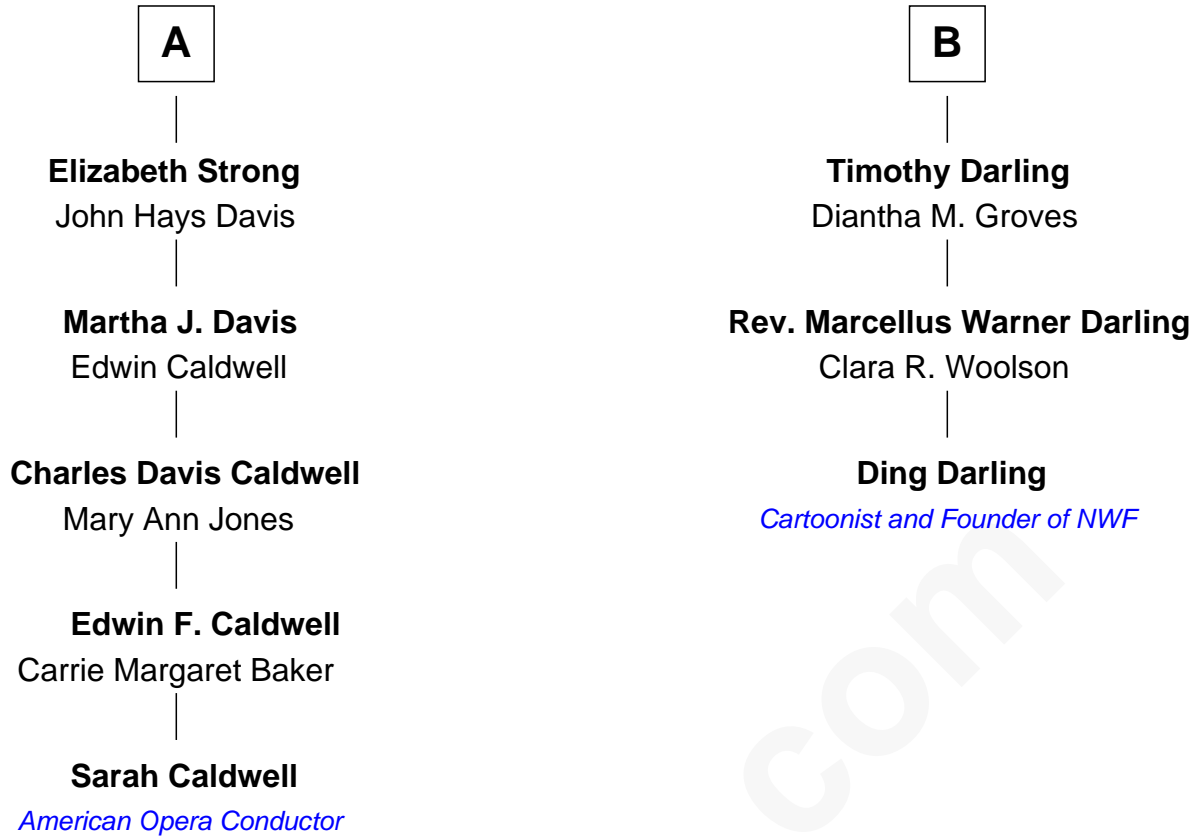 A
Elizabeth Strong
John Hays Davis
Martha J. Davis
Edwin Caldwell
Charles Davis Caldwell
Mary Ann Jones
Edwin F. Caldwell
Carrie Margaret Baker
Sarah Caldwell
American Opera Conductor
B
Timothy Darling
Diantha M. Groves
Rev. Marcellus Warner Darling
Clara R. Woolson
Ding Darling
Cartoonist and Founder of NWF
com